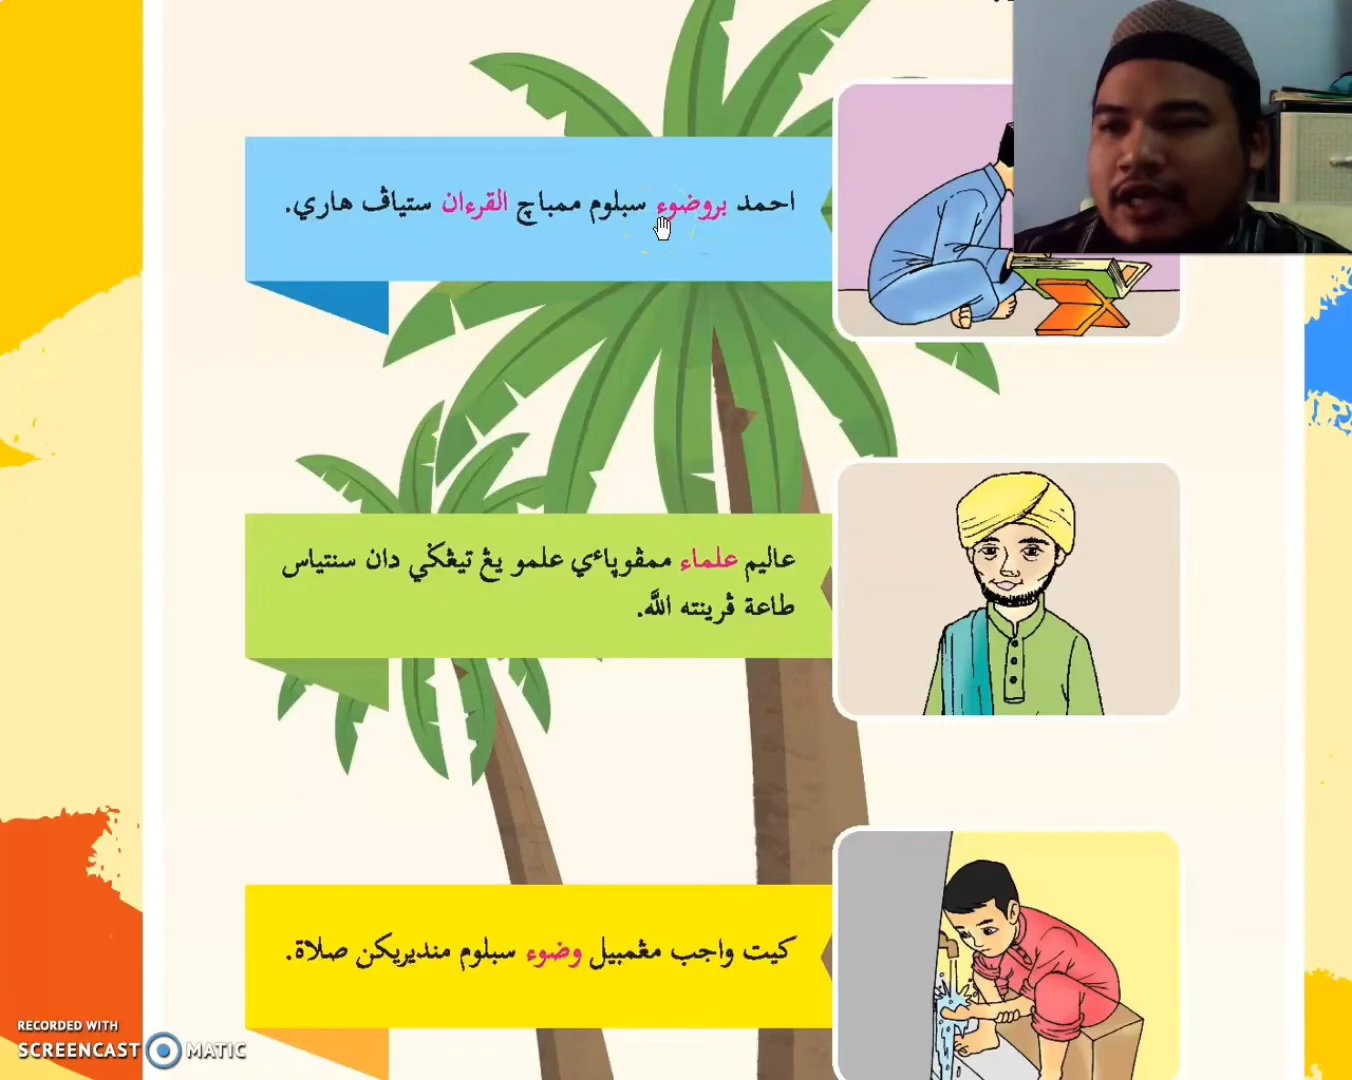 احمد بروضوء سبلوم ممباچ القرءان ستياڤ هاري.
عاليم علماء ممڤوڽاءي علمو يڠ تيڠݢي دان سنتياس
طاعة ڤرينته الله.
كيت واجب مڠمبيل وضوء سبلوم منديريكن صلاة.
RECORDED WITH
SCREENCAST MATIC